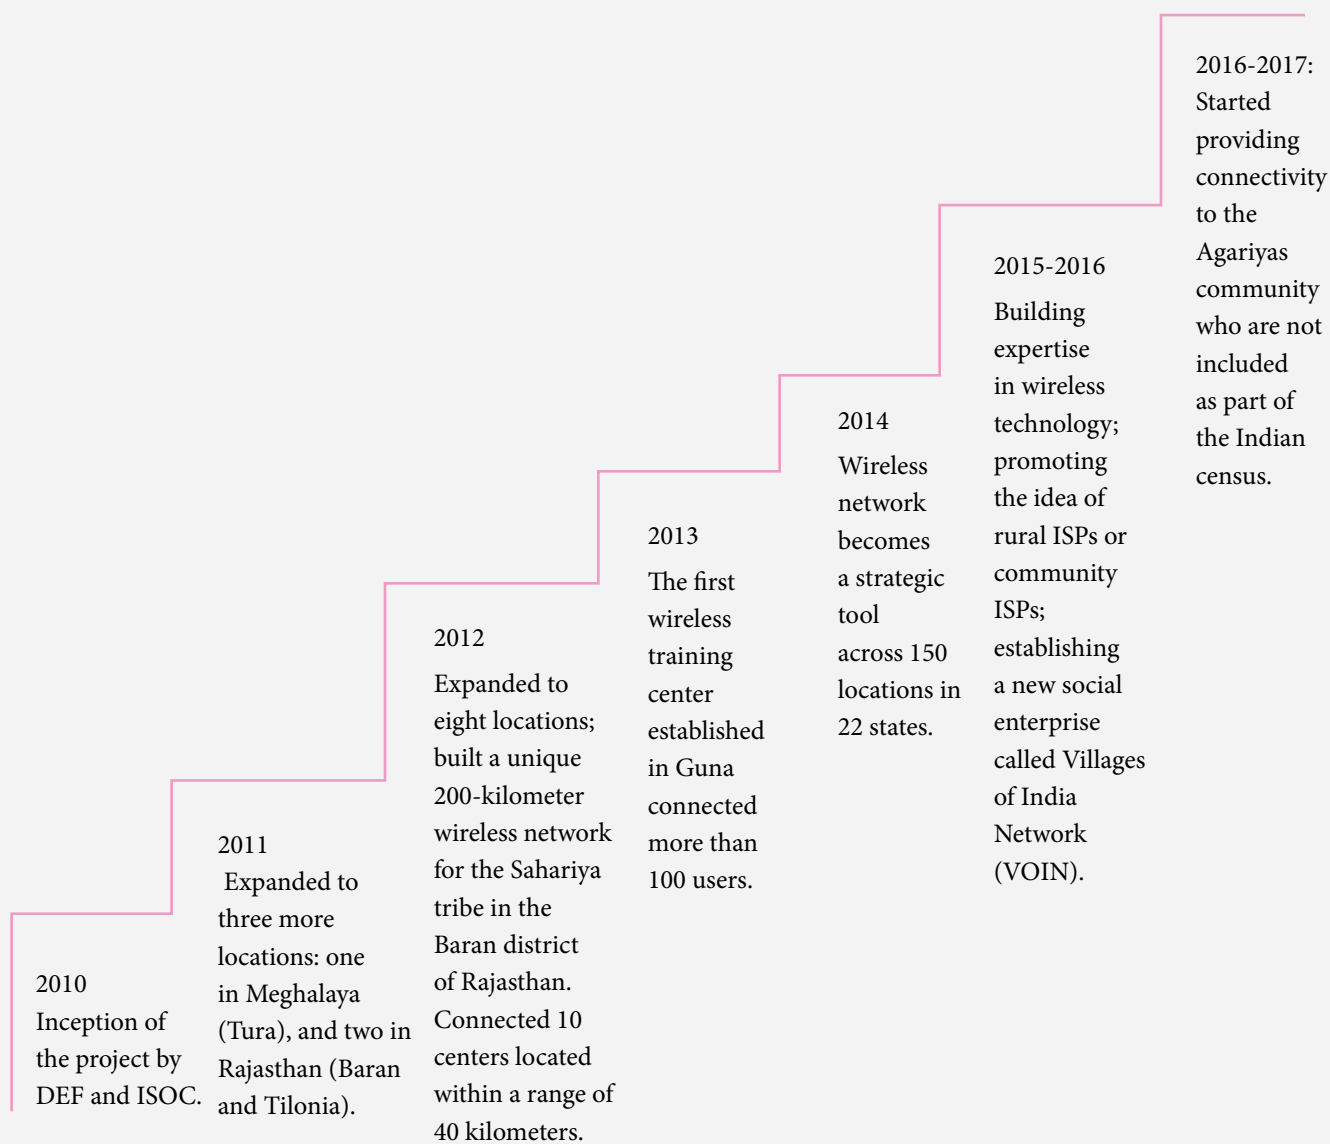 2010
Inception of
the project by
DEF and ISOC.
2011
Expanded to
three more
locations: one
in Meghalaya
(Tura), and two in
Rajasthan (Baran
and Tilonia).
2012
Expanded to
eight locations;
built a unique
200-kilometer
wireless network
for the Sahariya
tribe in the
Baran district
of Rajasthan.
Connected 10
centers located
within a range of
40 kilometers.
2013
The first
wireless
training
center
established
in Guna
connected
more than
100 users.
2014
Wireless
network
becomes
a strategic
tool
across 150
locations in
22 states.
2015-2016
Building
expertise
in wireless
technology;
promoting
the idea of
rural ISPs or
community
ISPs;
establishing
a new social
enterprise
called Villages
of India
Network
(VOIN).
2016-2017:
Started
providing
connectivity
to the
Agariyas
community
who are not
included
as part of
the Indian
census.